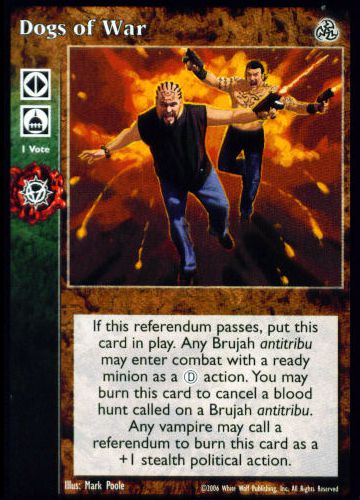 Dogs of War
1 Vote
If this referendum passes, put this
card in play. Any Brujah antitribu
may enter combat with a ready
minion as a Ⓓ action. You may
burn this card to cancel a blood
hunt called on a Brujah antitribu.
Any vampire may call a
referendum to burn this card as a
+1 stealth political action.
Illus: Mark Poole
©2006 White Wolf Publishing, Inc. All Rights Reserved